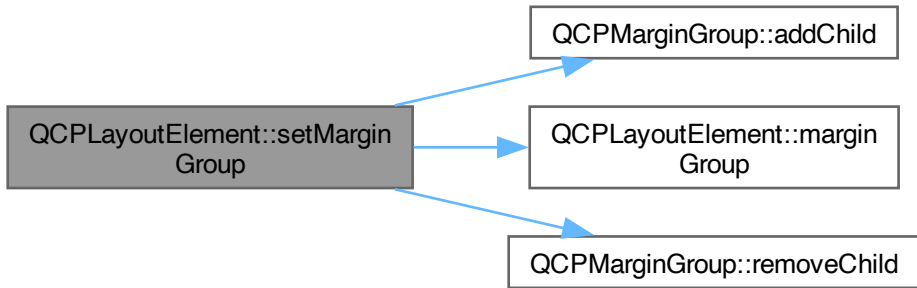 QCPMarginGroup::addChild
QCPLayoutElement::setMargin
Group
QCPLayoutElement::margin
Group
QCPMarginGroup::removeChild